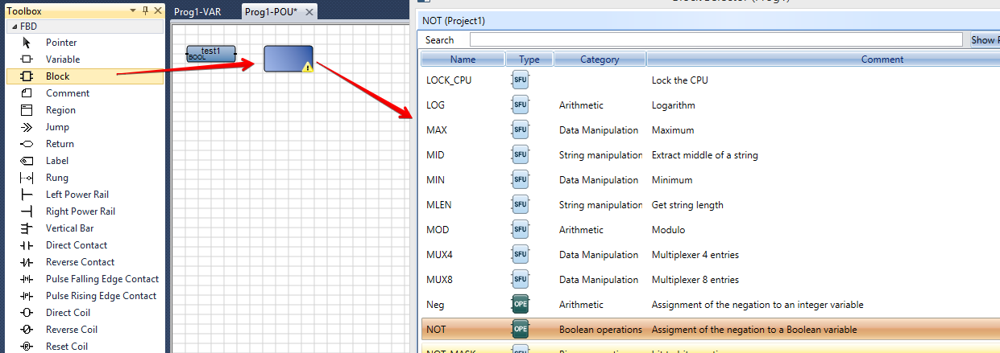 Toolbox
FBD
Pointer
Variable
Block
Comment
Region
Jump
Return
Label
Rung
Left Power Rail
Right Power Rail
Vertical Bar
Direct Contact
Reverse Contact
Pulse Falling Edge Contact
Pulse Rising Edge Contact
Direct Coil
Reverse Coil
Reset Coil
Prog1-VAR Prog1-POU*
test1
BOOL
NOT (Project1)
Search Show
Name Type Category Comment
LOCK_CPU SFU Lock the CPU
LOG SFU Arithmetic Logarithm
MAX SFU Data Manipulation Maximum
MID SFU String manipulation Extract middle of a string
MIN SFU Data Manipulation Minimum
MLEN SFU String manipulation Get string length
MOD SFU Arithmetic Modulo
MUX4 SFU Data Manipulation Multiplexer 4 entries
MUX8 SFU Data Manipulation Multiplexer 8 entries
Neg OPE Arithmetic Assignment of the negation to an integer variable
NOT OPE Boolean operations Assigment of the negation to a Boolean variable
NOT_MASK SFU